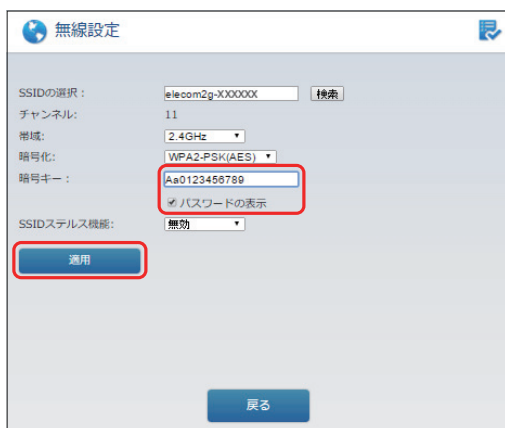 無線設定
SSIDの選択： elecom2g-XXXXXX 検索
チャンネル: 11
帯域: 2.4GHz
暗号化: WPA2-PSK(AES)
暗号キー： Aa0123456789
パスワードの表示
SSIDステルス機能: 無効
適用
戻る